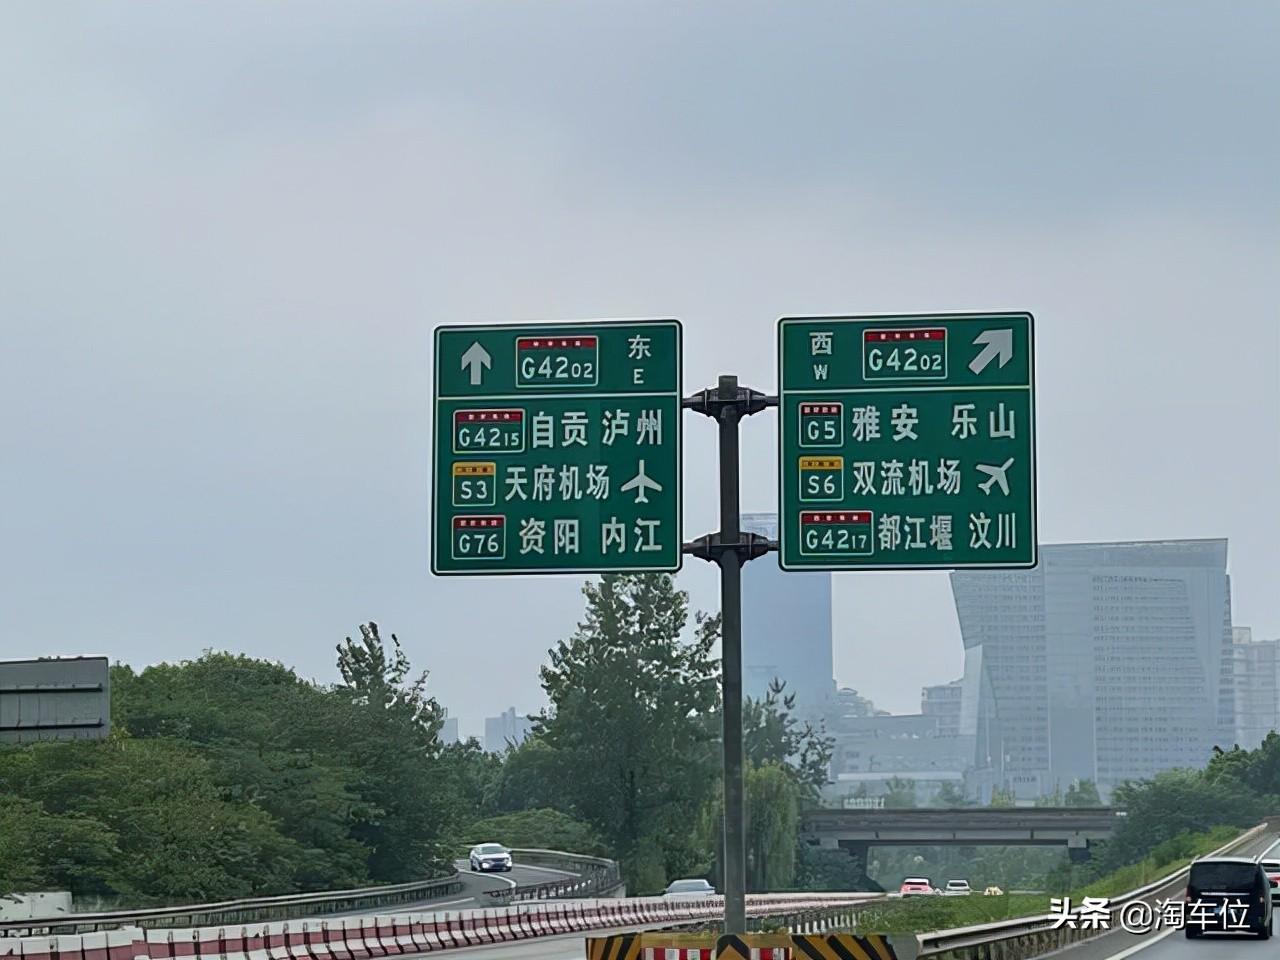 G4202 东
E
G4215 自贡 泸州
S3 天府机场
G76 资阳 内江
西 G4202
W
G5 雅安 乐山
S6 双流机场
G4217 都江堰 汶川
头条 @淘车位